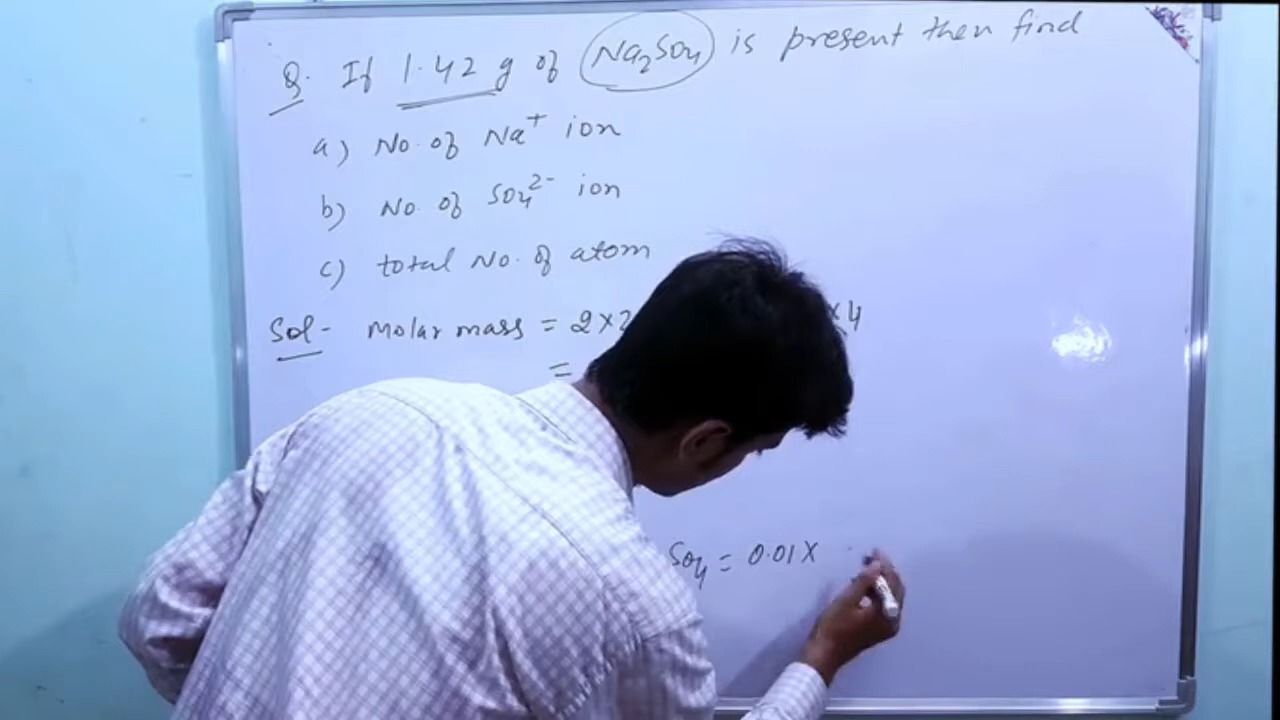 Q. If 1.42 g of Na₂SO₄ is present then find
a) No. of Na⁺ ion
b) No. of SO₄²⁻ ion
c) total No. of atom
Sol- Molar mass = 2×2 ×4
=
SO₄ = 0.01×